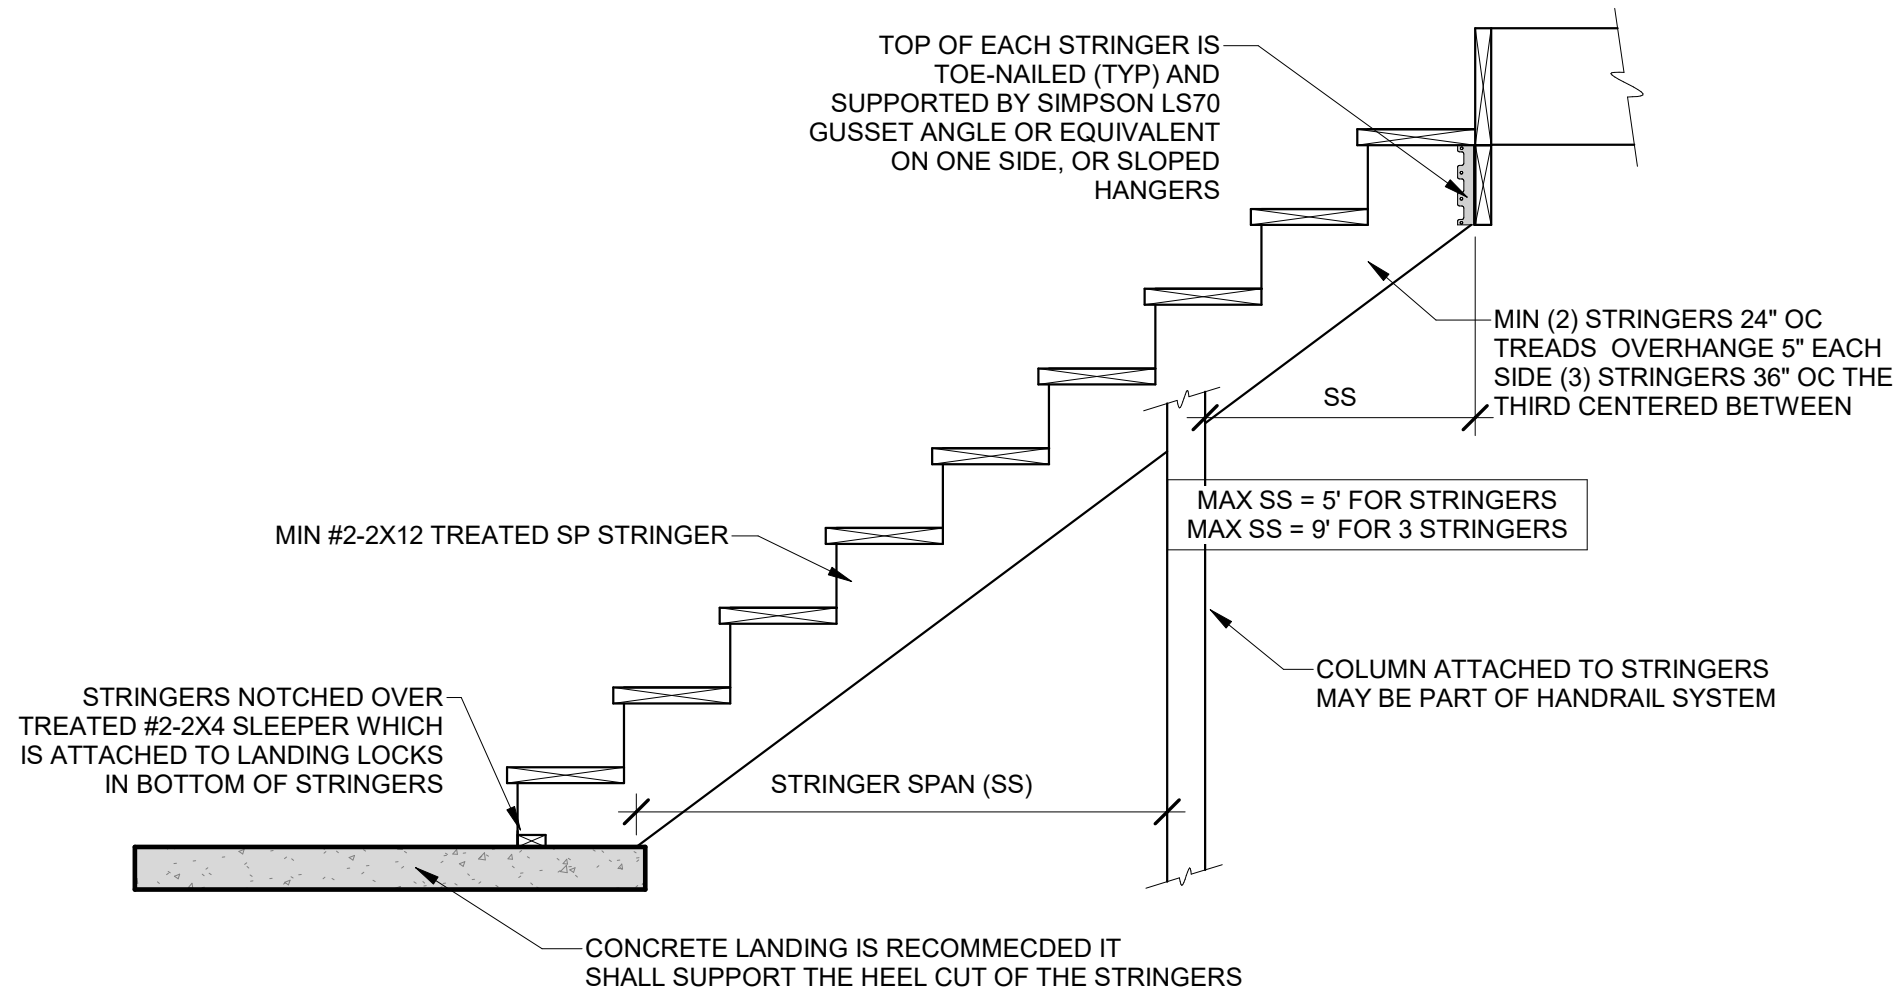 TOP OF EACH STRINGER IS
TOE-NAILED (TYP) AND
SUPPORTED BY SIMPSON LS70
GUSSET ANGLE OR EQUIVALENT
ON ONE SIDE, OR SLOPED
HANGERS
MIN (2) STRINGERS 24" OC
TREADS OVERHANGE 5" EACH
SIDE (3) STRINGERS 36" OC THE
THIRD CENTERED BETWEEN
SS
MAX SS = 5' FOR STRINGERS
MAX SS = 9' FOR 3 STRINGERS
MIN #2-2X12 TREATED SP STRINGER
COLUMN ATTACHED TO STRINGERS
MAY BE PART OF HANDRAIL SYSTEM
STRINGERS NOTCHED OVER
TREATED #2-2X4 SLEEPER WHICH
IS ATTACHED TO LANDING LOCKS
IN BOTTOM OF STRINGERS
STRINGER SPAN (SS)
CONCRETE LANDING IS RECOMMECDED IT
SHALL SUPPORT THE HEEL CUT OF THE STRINGERS